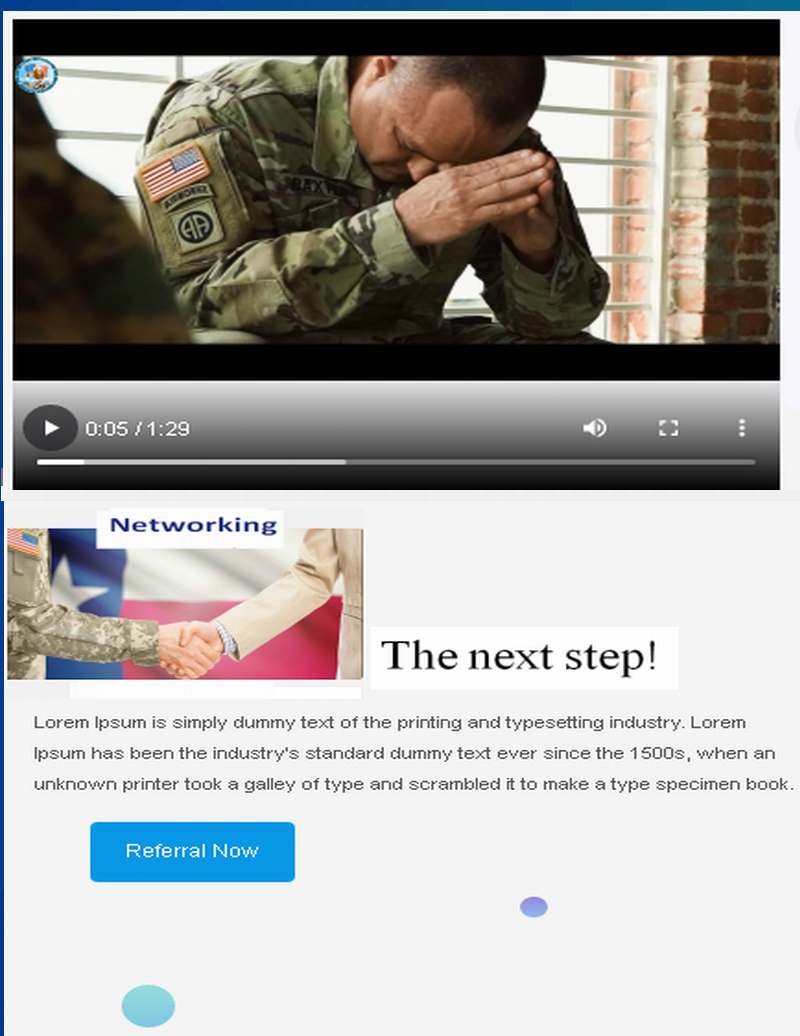 AIRBORNE
AA
0:05 / 1:29
Networking
The next step!
Lorem Ipsum is simply dummy text of the printing and typesetting industry. Lorem
Ipsum has been the industry's standard dummy text ever since the 1500s, when an
unknown printer took a galley of type and scrambled it to make a type specimen book.
Referral Now